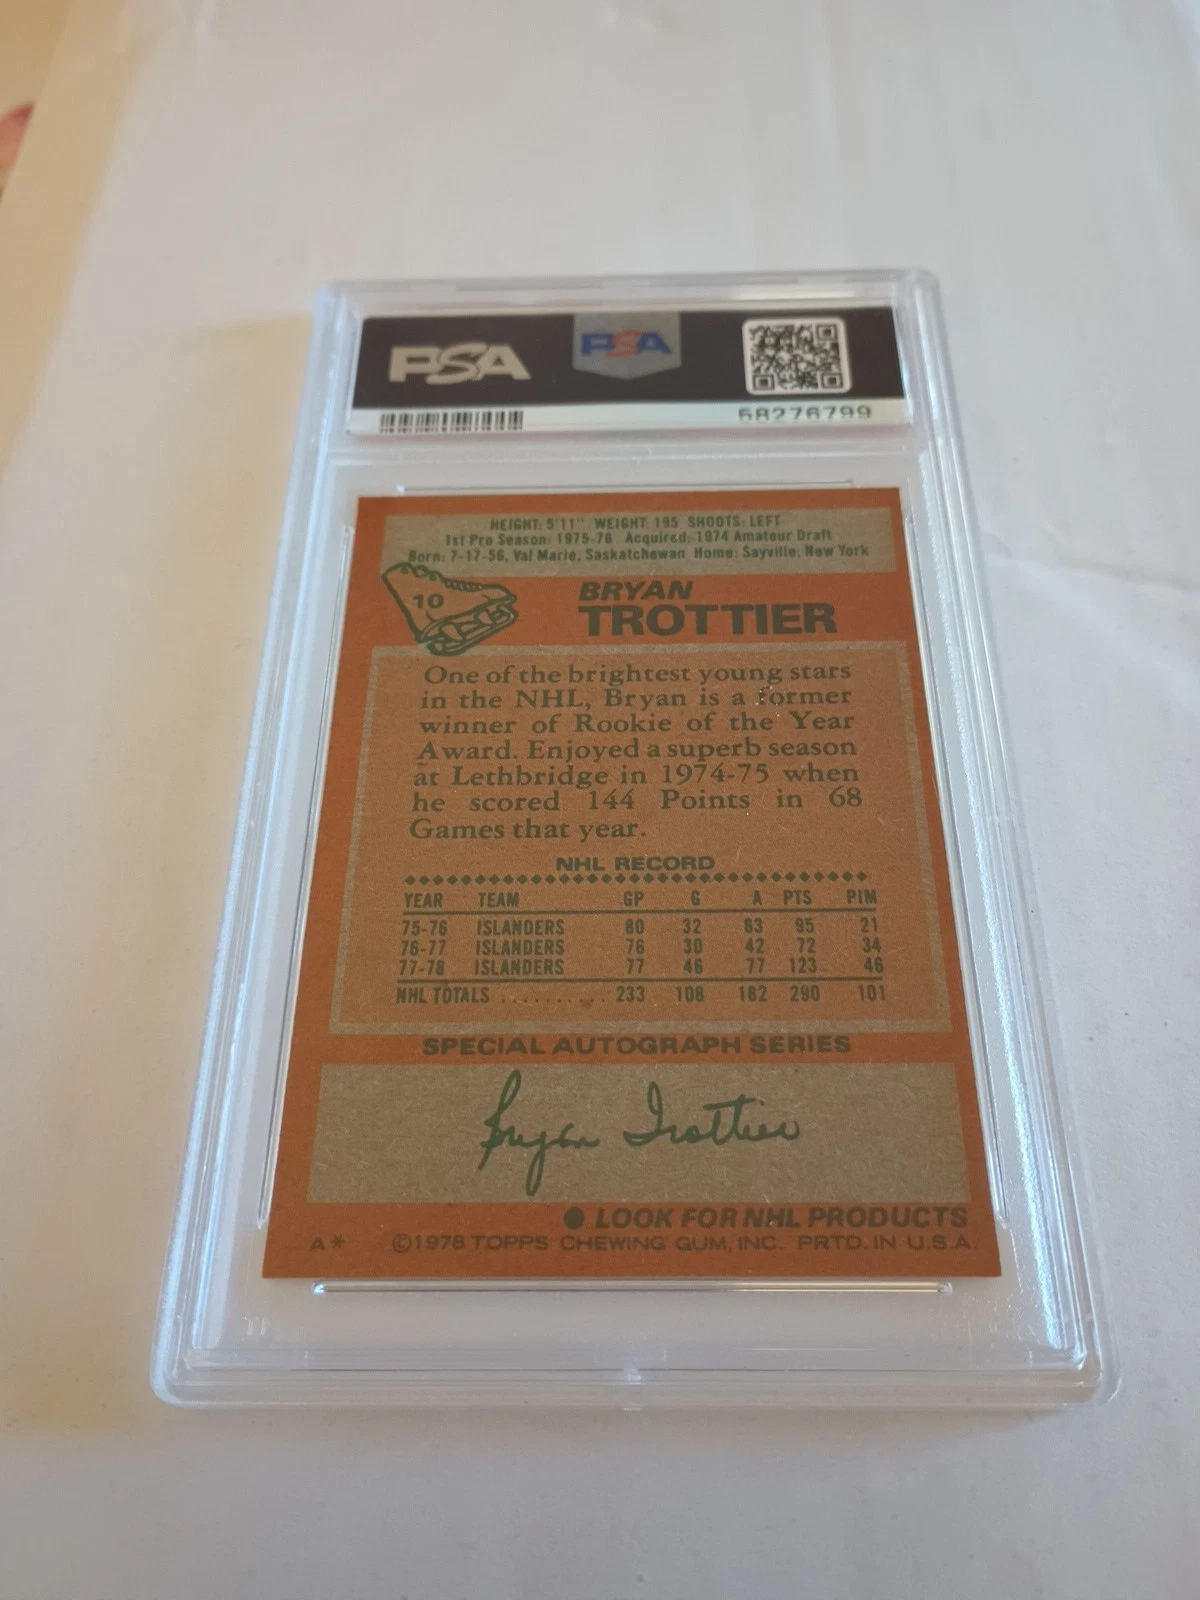 PSA
PSA
58276799
HEIGHT: 5'11" WEIGHT: 195 SHOOTS: LEFT
1st Pro Season: 1975-76 Acquired: 1974 Amateur Draft
Born: 7-17-56, Val Marie, Saskatchewan Home: Sayville, New York
10
BRYAN
TROTTIER
One of the brightest young stars
in the NHL, Bryan is a former
winner of Rookie of the Year
Award. Enjoyed a superb season
at Lethbridge in 1974-75 when
he scored 144 Points in 68
Games that year.
NHL RECORD
YEAR TEAM GP G A PTS PIM
75-76 ISLANDERS 80 32 63 95 21
76-77 ISLANDERS 76 30 42 72 34
77-78 ISLANDERS 77 46 77 123 46
NHL TOTALS .......... 233 108 182 290 101
SPECIAL AUTOGRAPH SERIES
Bryan Trottier
● LOOK FOR NHL PRODUCTS
A* ©1978 TOPPS CHEWING GUM, INC. PRTD. IN U.S.A.